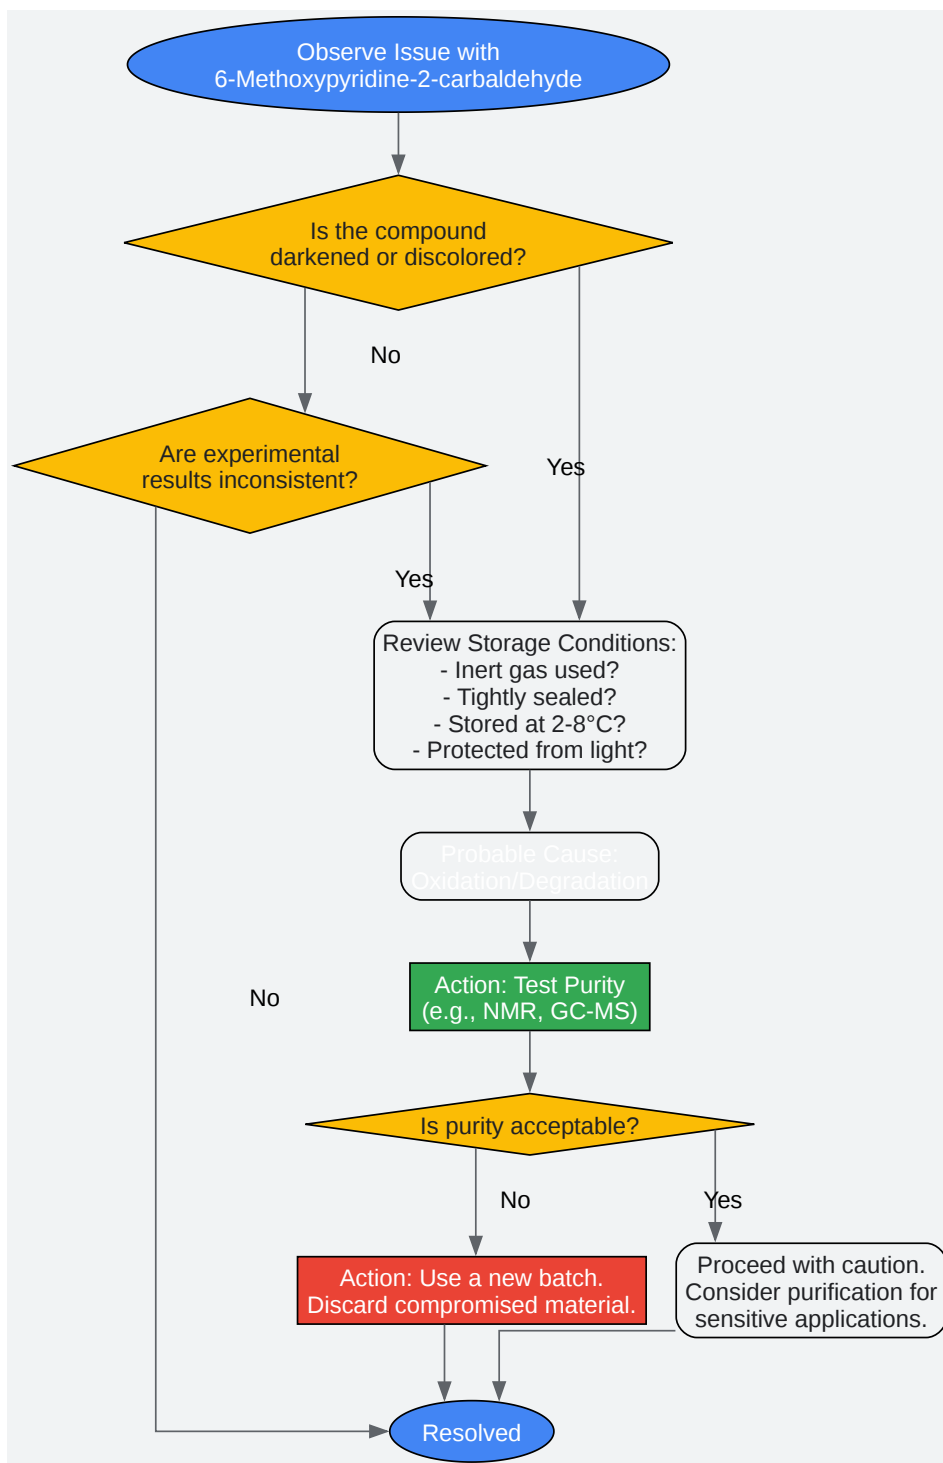 Observe Issue with
6-Methoxypyridine-2-carbaldehyde
Is the compound
darkened or discolored?
No
Are experimental
results inconsistent?
Yes
Yes
Review Storage Conditions:
- Inert gas used?
- Tightly sealed?
- Stored at 2-8°C?
- Protected from light?
Probable Cause:
Oxidation/Degradation
Action: Test Purity
(e.g., NMR, GC-MS)
No
Is purity acceptable?
No
Yes
Action: Use a new batch.
Discard compromised material.
Proceed with caution.
Consider purification for
sensitive applications.
Resolved